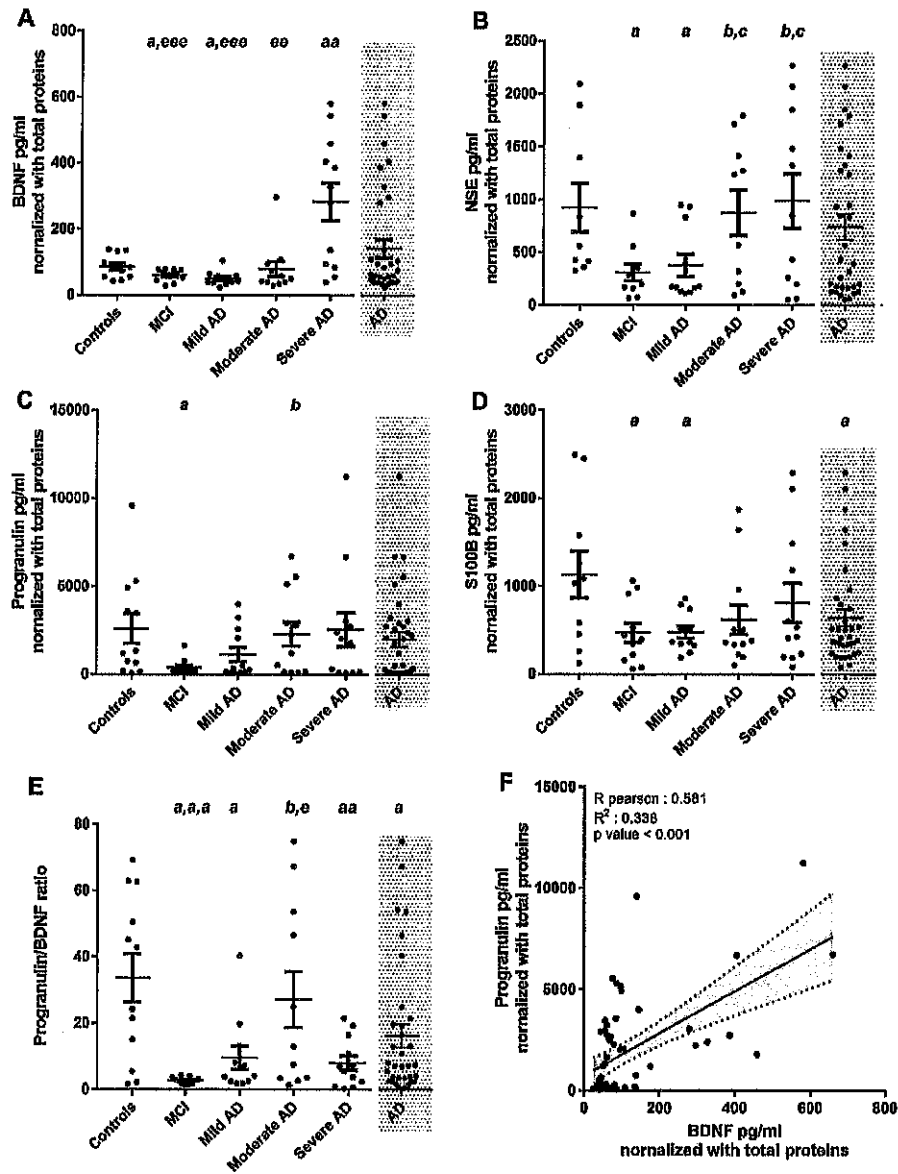 A
a,eee a,eee ee aa
800
600
400
200
0
BDNF pg/ml
normalized with total proteins
Controls MCI Mild AD Moderate AD Severe AD AD
B
a a b,c b,c
2500
2000
1500
1000
500
0
NSE pg/ml
normalized with total proteins
Controls MCI Mild AD Moderate AD Severe AD AD
C
a b
15000
10000
5000
0
Progranulin pg/ml
normalized with total proteins
Controls MCI Mild AD Moderate AD Severe AD AD
D
a a a
3000
2000
1000
0
S100B pg/ml
normalized with total proteins
Controls MCI Mild AD Moderate AD Severe AD AD
E
a,a,a a b,e aa a
80
60
40
20
0
Progranulin/BDNF ratio
Controls MCI Mild AD Moderate AD Severe AD AD
F
R pearson : 0.581
R² : 0.338
p value < 0.001
15000
10000
5000
0
Progranulin pg/ml
normalized with total proteins
0 200 400 600 800
BDNF pg/ml
normalized with total proteins